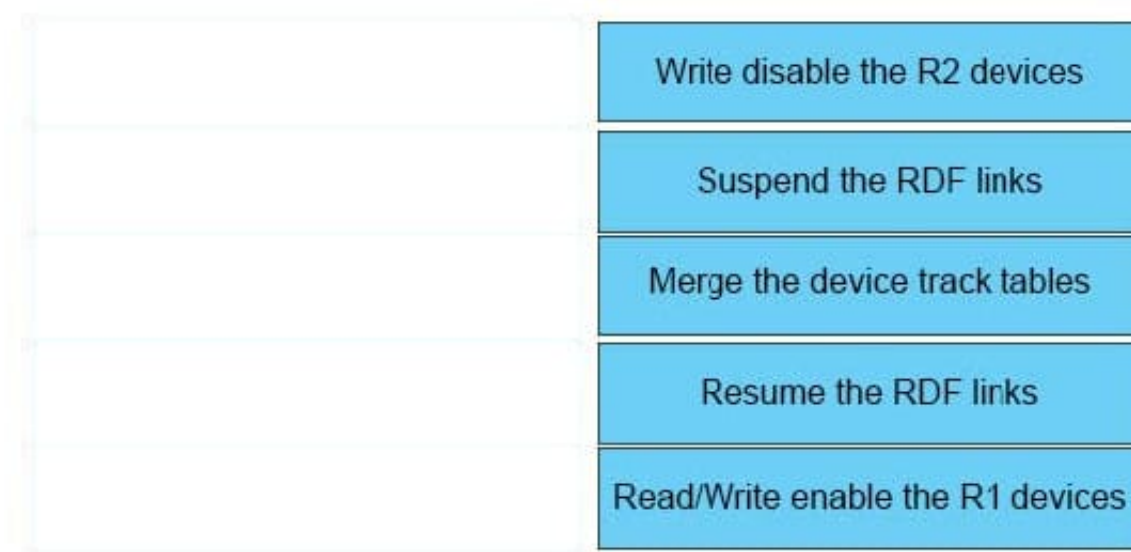 Write disable the R2 devices
Suspend the RDF links
Merge the device track tables
Resume the RDF links
Read/Write enable the R1 devices